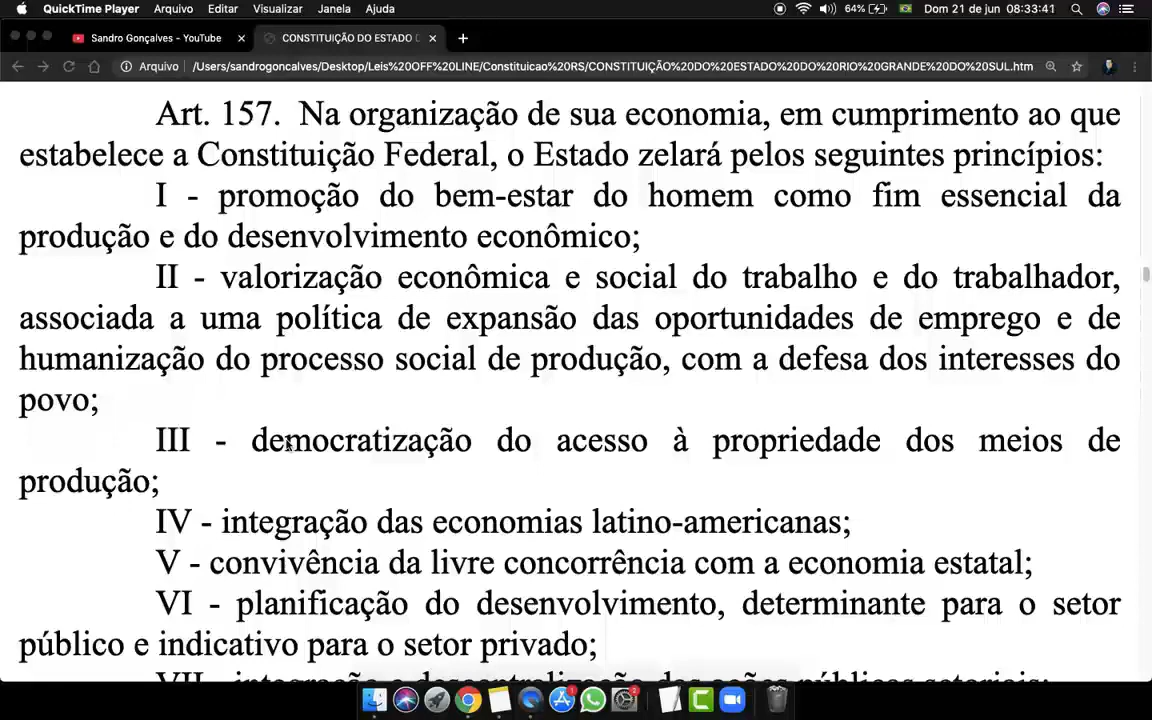 QuickTime Player Arquivo Editar Visualizar Janela Ajuda 64% Dom 21 de jun 08:33:41
Sandro Gonçalves - YouTube CONSTITUIÇÃO DO ESTADO
Arquivo /Users/sandrogoncalves/Desktop/Leis%20OFF%20LINE/Constituicao%20RS/CONSTITUIÇÃO%20DO%20ESTADO%20DO%20RIO%20GRANDE%20DO%20SUL.htm
Art. 157. Na organização de sua economia, em cumprimento ao que
estabelece a Constituição Federal, o Estado zelará pelos seguintes princípios:
I - promoção do bem-estar do homem como fim essencial da
produção e do desenvolvimento econômico;
II - valorização econômica e social do trabalho e do trabalhador,
associada a uma política de expansão das oportunidades de emprego e de
humanização do processo social de produção, com a defesa dos interesses do
povo;
III - democratização do acesso à propriedade dos meios de
produção;
IV - integração das economias latino-americanas;
V - convivência da livre concorrência com a economia estatal;
VI - planificação do desenvolvimento, determinante para o setor
público e indicativo para o setor privado;
VII - integração e descentralização das ações públicas setoriais;